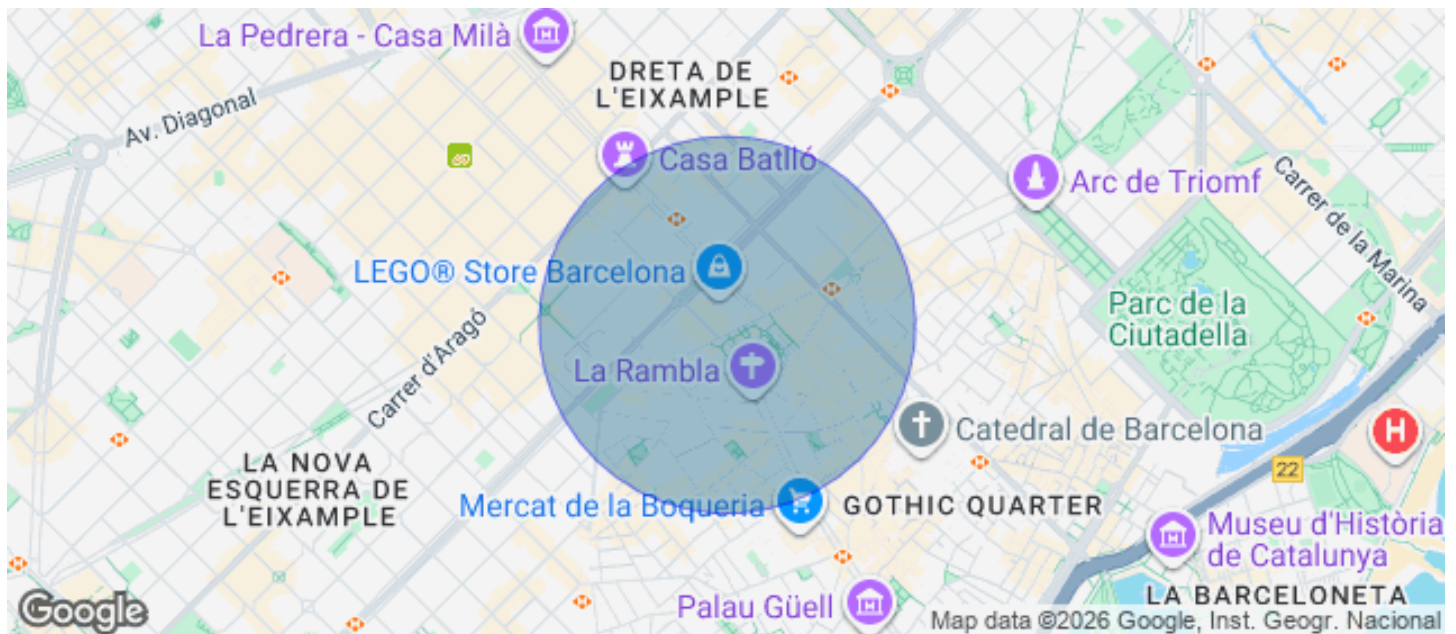 La Pedrera - Casa Milà
DRETA DE
L'EIXAMPLE
Av. Diagonal
Casa Batlló
Arc de Triomf
Carrer de la Marina
LEGO® Store Barcelona
Parc de la
Ciutadella
Carrer d'Aragó
La Rambla
Catedral de Barcelona
H
LA NOVA
ESQUERRA DE
L'EIXAMPLE
22
Mercat de la Boqueria
GOTHIC QUARTER
Museu d'Història
de Catalunya
LA BARCELONETA
Palau Güell
Google
Map data ©2026 Google, Inst. Geogr. Nacional